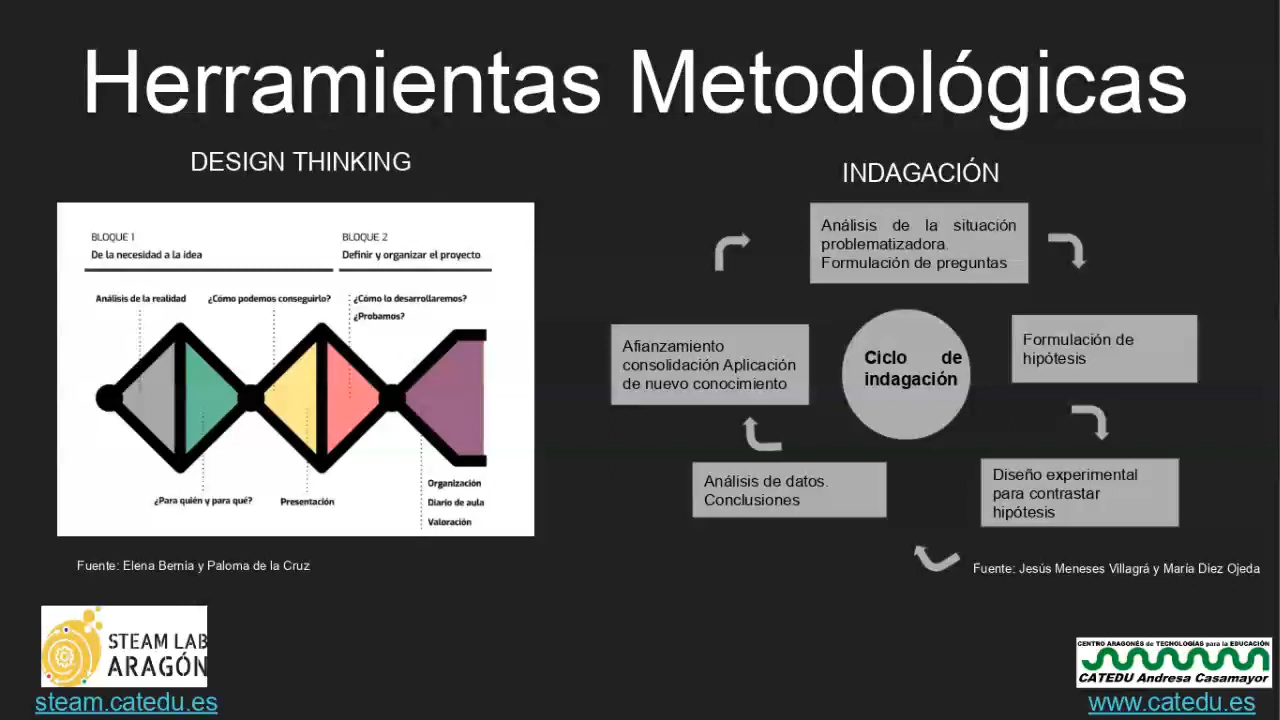 Herramientas Metodológicas
DESIGN THINKING
BLOQUE 1
De la necesidad a la idea
BLOQUE 2
Definir y organizar el proyecto
Análisis de la realidad
¿Cómo podemos conseguirlo?
¿Cómo lo desarrollaremos?
¿Probamos?
¿Para quién y para qué?
Presentación
Organización
Diario de aula
Valoración
Fuente: Elena Bernia y Paloma de la Cruz
INDAGACIÓN
Análisis de la situación
problematizadora.
Formulación de preguntas
Formulación de
hipótesis
Diseño experimental
para contrastar
hipótesis
Análisis de datos.
Conclusiones
Afianzamiento
consolidación Aplicación
de nuevo conocimiento
Ciclo de
indagación
Fuente: Jesús Meneses Villagrá y María Diez Ojeda
STEAM LAB
ARAGÓN
steam.catedu.es
CENTRO ARAGONÉS de TECNOLOGÍAS para la EDUCACIÓN
CATEDU Andresa Casamayor
www.catedu.es